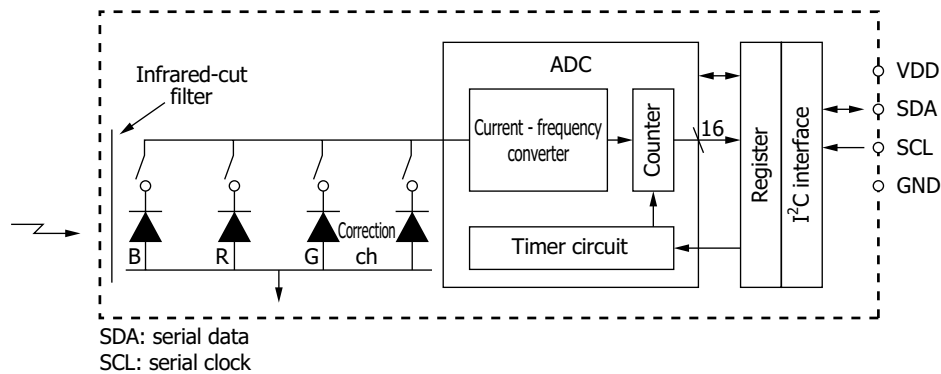 Infrared-cut
filter
ADC
Current - frequency
converter
Counter
16
Register
I²C interface
VDD
SDA
SCL
GND
B
R
G
Correction
ch
Timer circuit
SDA: serial data
SCL: serial clock